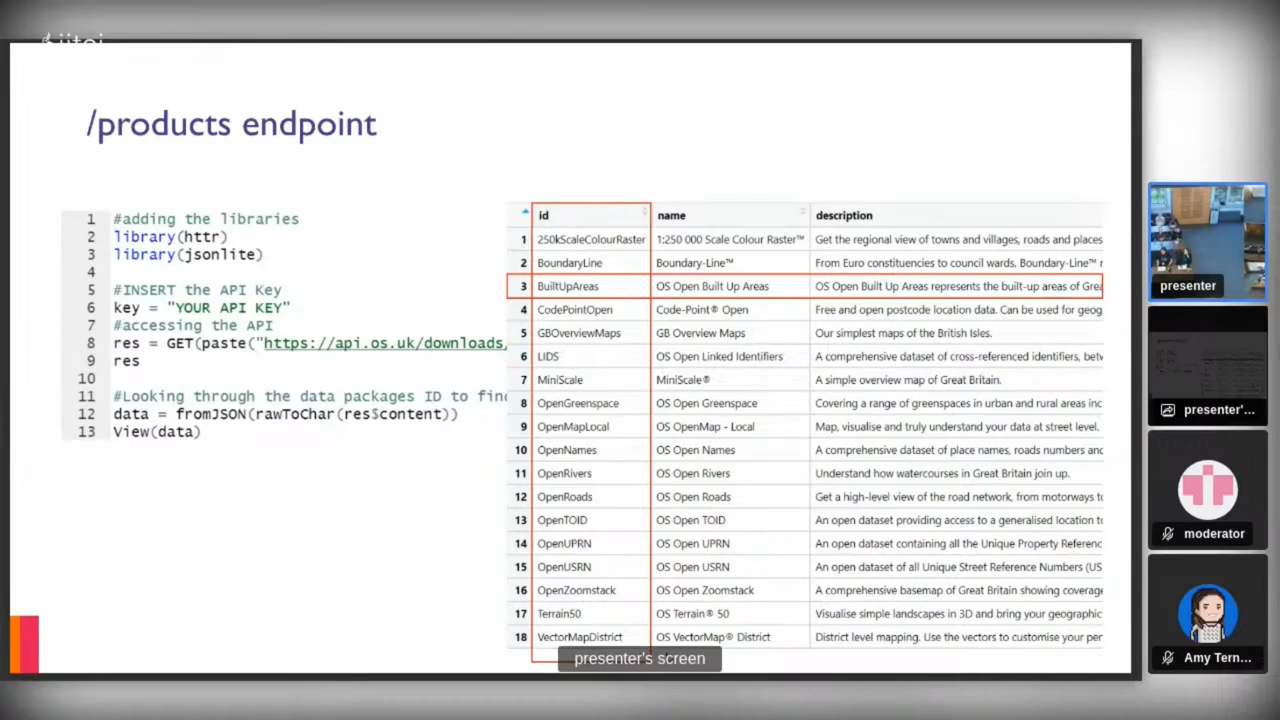 /products endpoint
1 #adding the libraries
2 library(httr)
3 library(jsonlite)
4
5 #INSERT the API Key
6 key = "YOUR API KEY"
7 #accessing the API
8 res = GET(paste("https://api.os.uk/downloads,
9 res
10
11 #Looking through the data packages ID to find
12 data = fromJSON(rawToChar(res$content))
13 View(data)
id name description
1 250kScaleColourRaster 1:250 000 Scale Colour Raster™ Get the regional view of towns and villages, roads and places
2 BoundaryLine Boundary-Line™ From Euro constituencies to council wards, Boundary-Line™
3 BuiltUpAreas OS Open Built Up Areas OS Open Built Up Areas represents the built-up areas of Grea
4 CodePointOpen Code-Point® Open Free and open postcode location data. Can be used for geog
5 GBOverviewMaps GB Overview Maps Our simplest maps of the British Isles.
6 LIDS OS Open Linked Identifiers A comprehensive dataset of cross-referenced identifiers, betw
7 MiniScale MiniScale® A simple overview map of Great Britain.
8 OpenGreenspace OS Open Greenspace Covering a range of greenspaces in urban and rural areas inc
9 OpenMapLocal OS OpenMap - Local Map, visualise and truly understand your data at street level.
10 OpenNames OS Open Names A comprehensive dataset of place names, roads numbers and
11 OpenRivers OS Open Rivers Understand how watercourses in Great Britain join up.
12 OpenRoads OS Open Roads Get a high-level view of the road network, from motorways to
13 OpenTOID OS Open TOID An open dataset providing access to a generalised location to
14 OpenUPRN OS Open UPRN An open dataset containing all the Unique Property Referenc
15 OpenUSRN OS Open USRN An open dataset of all Unique Street Reference Numbers (US
16 OpenZoomstack OS Open Zoomstack A comprehensive basemap of Great Britain showing coverage
17 Terrain50 OS Terrain® 50 Visualise simple landscapes in 3D and bring your geographic
18 VectorMapDistrict OS VectorMap® District District level mapping. Use the vectors to customise your per
presenter's screen
presenter
presenter'...
moderator
Amy Tern...